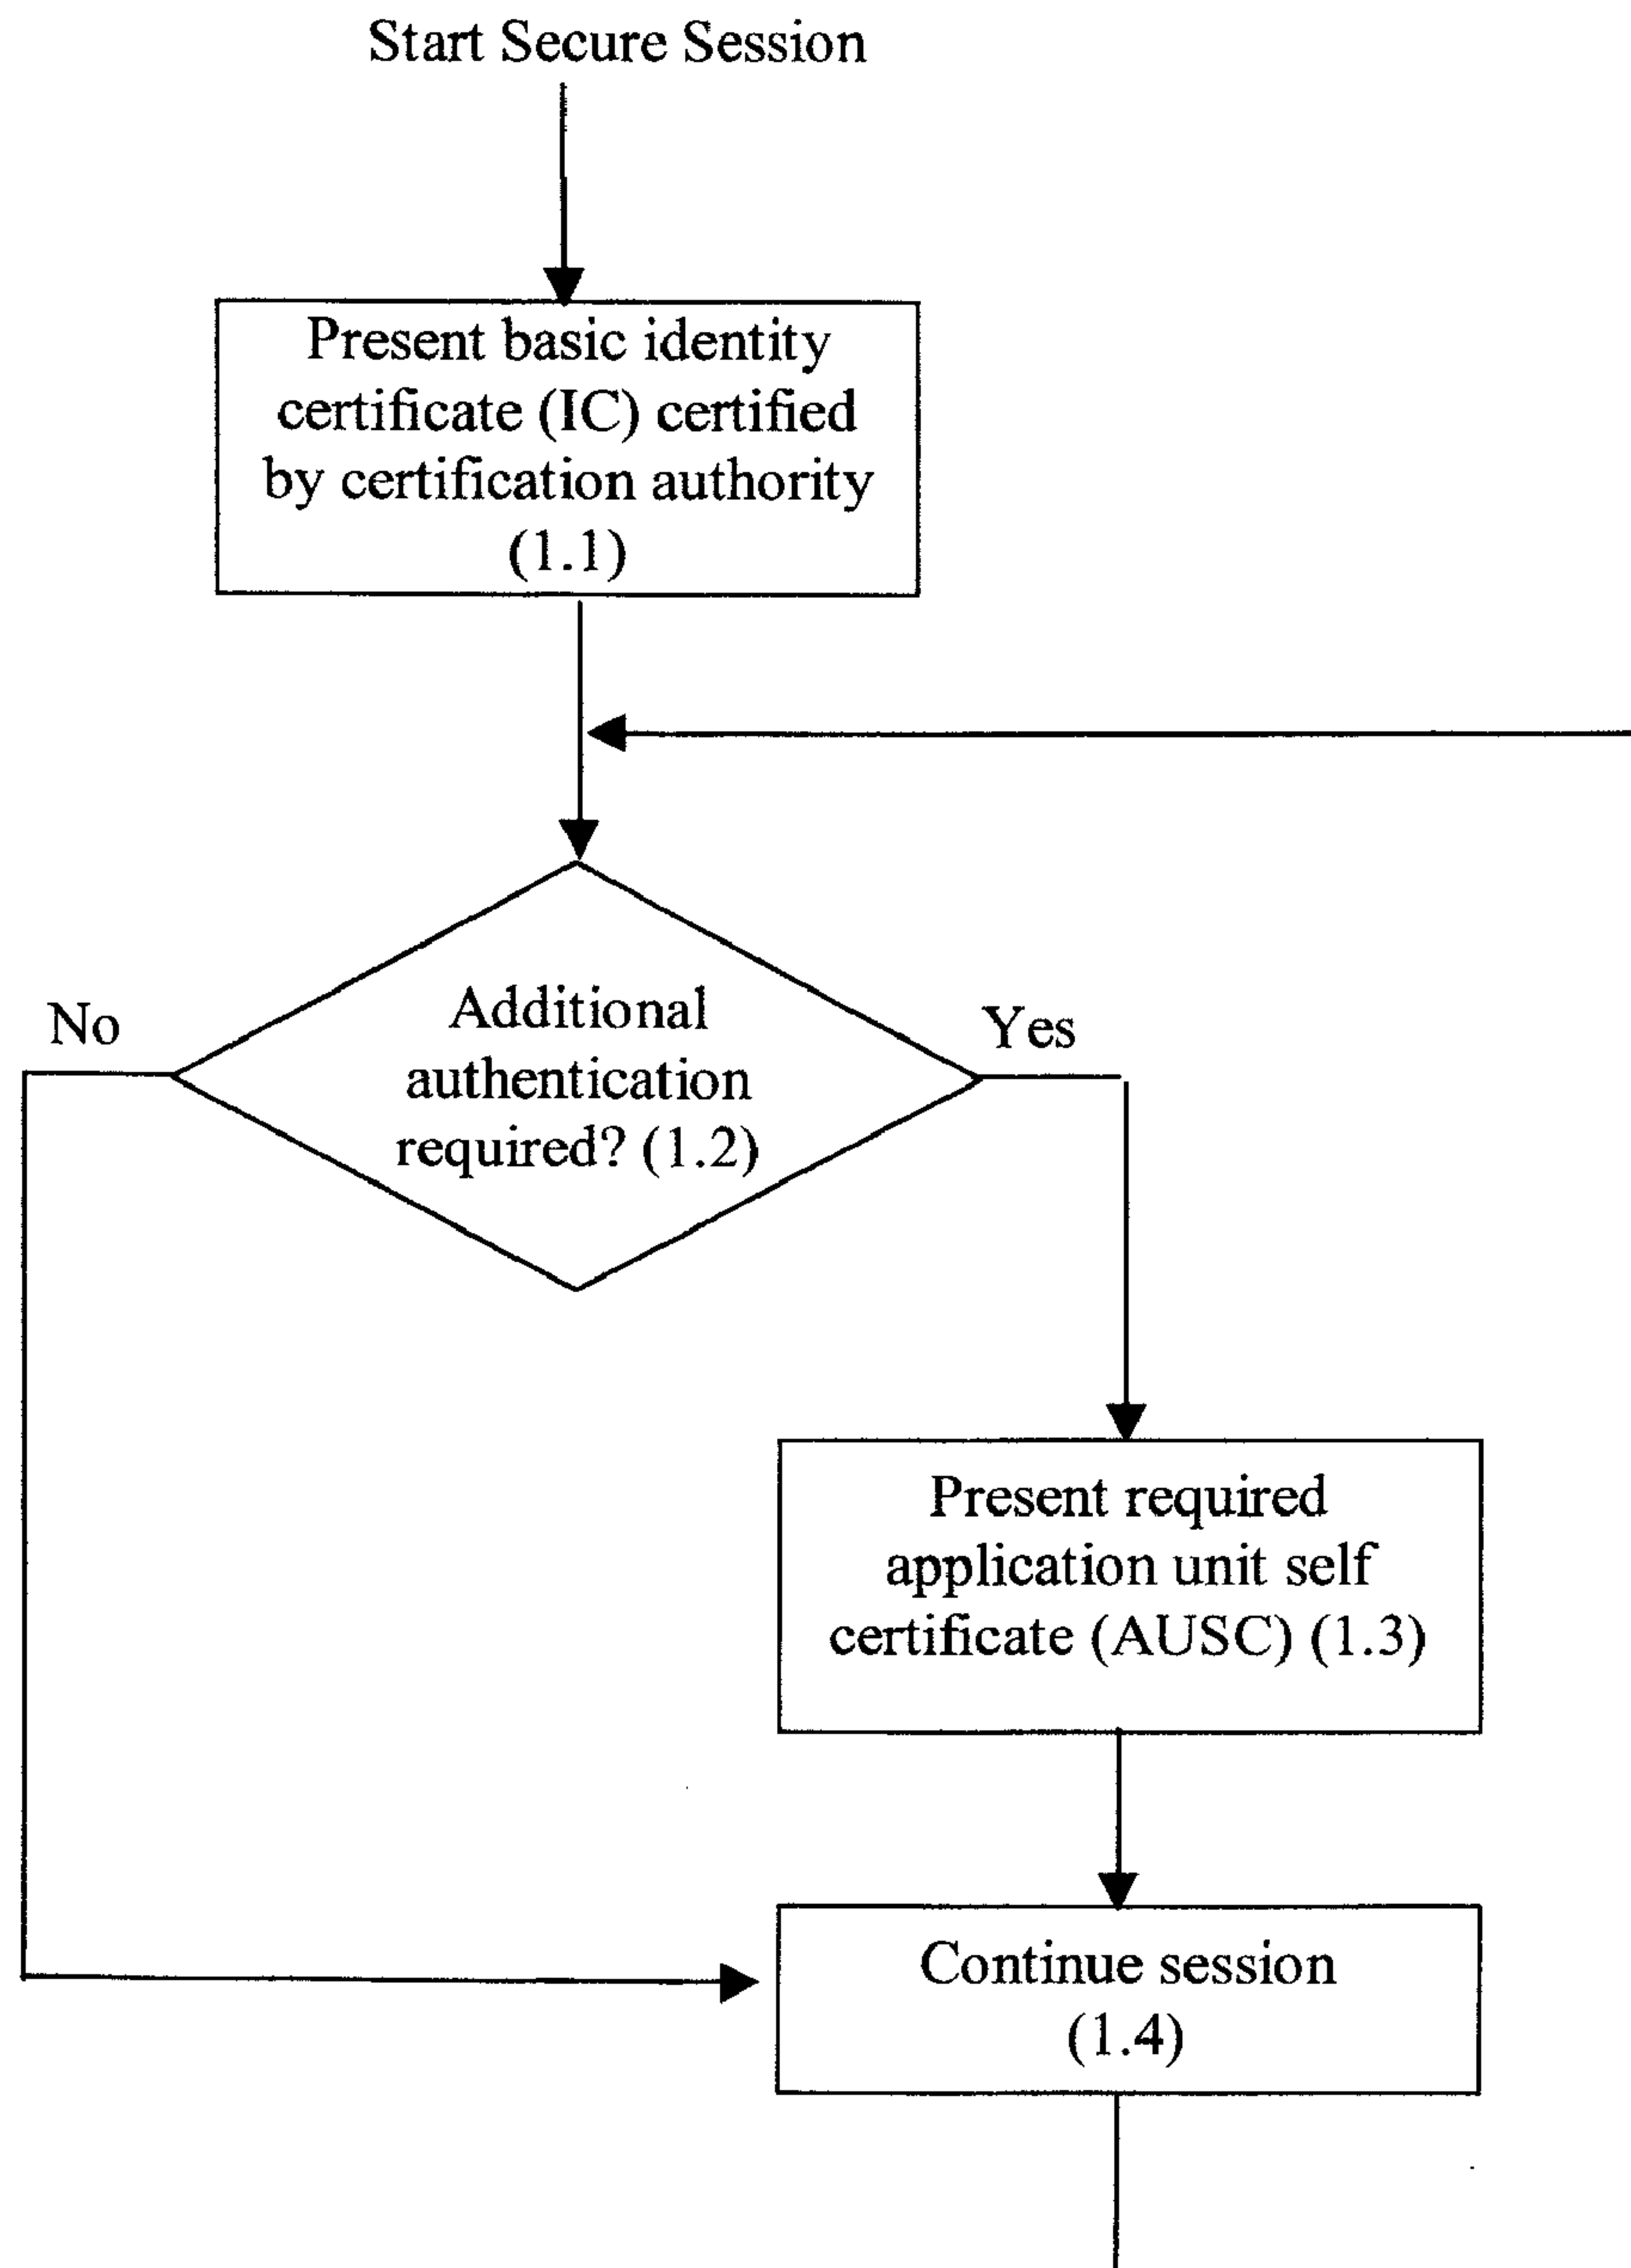 Start Secure Session
Present basic identity
certificate (IC) certified
by certification authority
(1.1)
No
Additional
authentication
required? (1.2)
Yes
Present required
application unit self
certificate (AUSC) (1.3)
Continue session
(1.4)